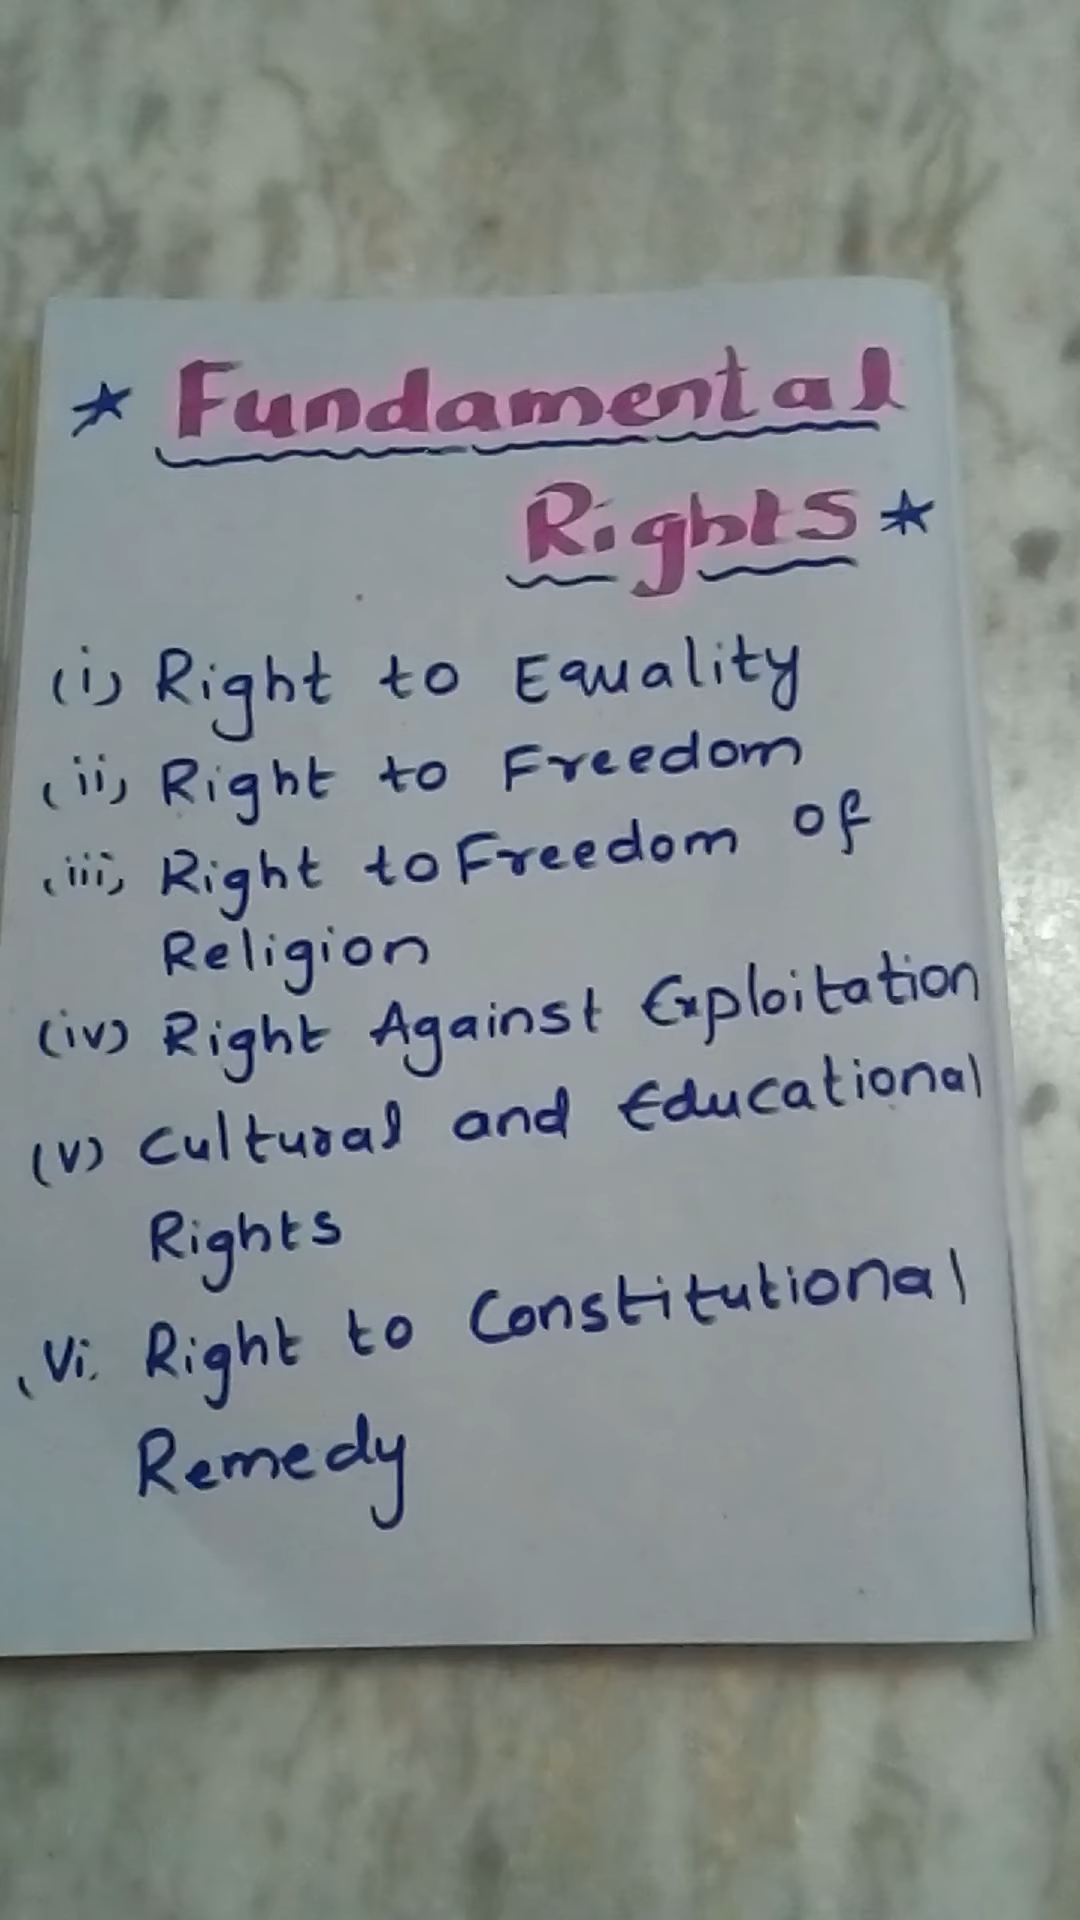 * Fundamental
Rights *
(i) Right to Equality
(ii) Right to Freedom
(iii) Right to Freedom of
Religion
(iv) Right Against Exploitation
(v) Cultural and Educational
Rights
(vi. Right to Constitutional
Remedy